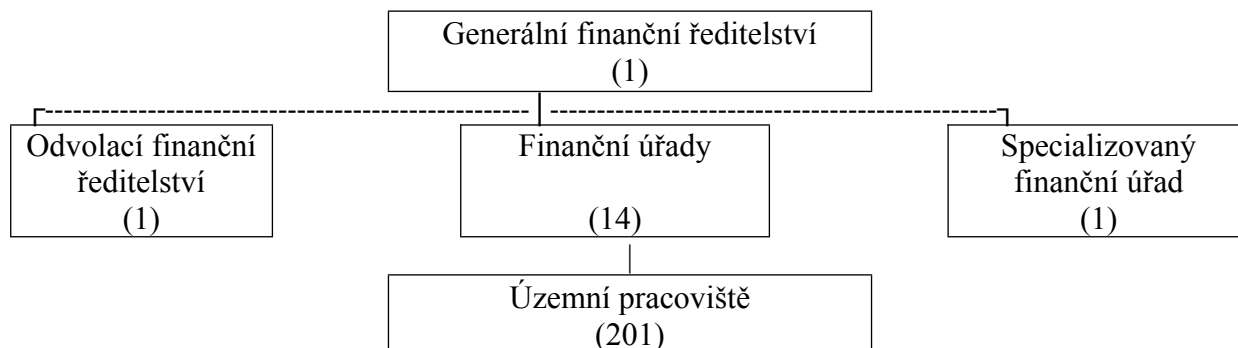 Generální finanční ředitelství
(1)
Odvolací finanční
ředitelství
(1)
Finanční úřady
(14)
Specializovaný
finanční úřad
(1)
Územní pracoviště
(201)